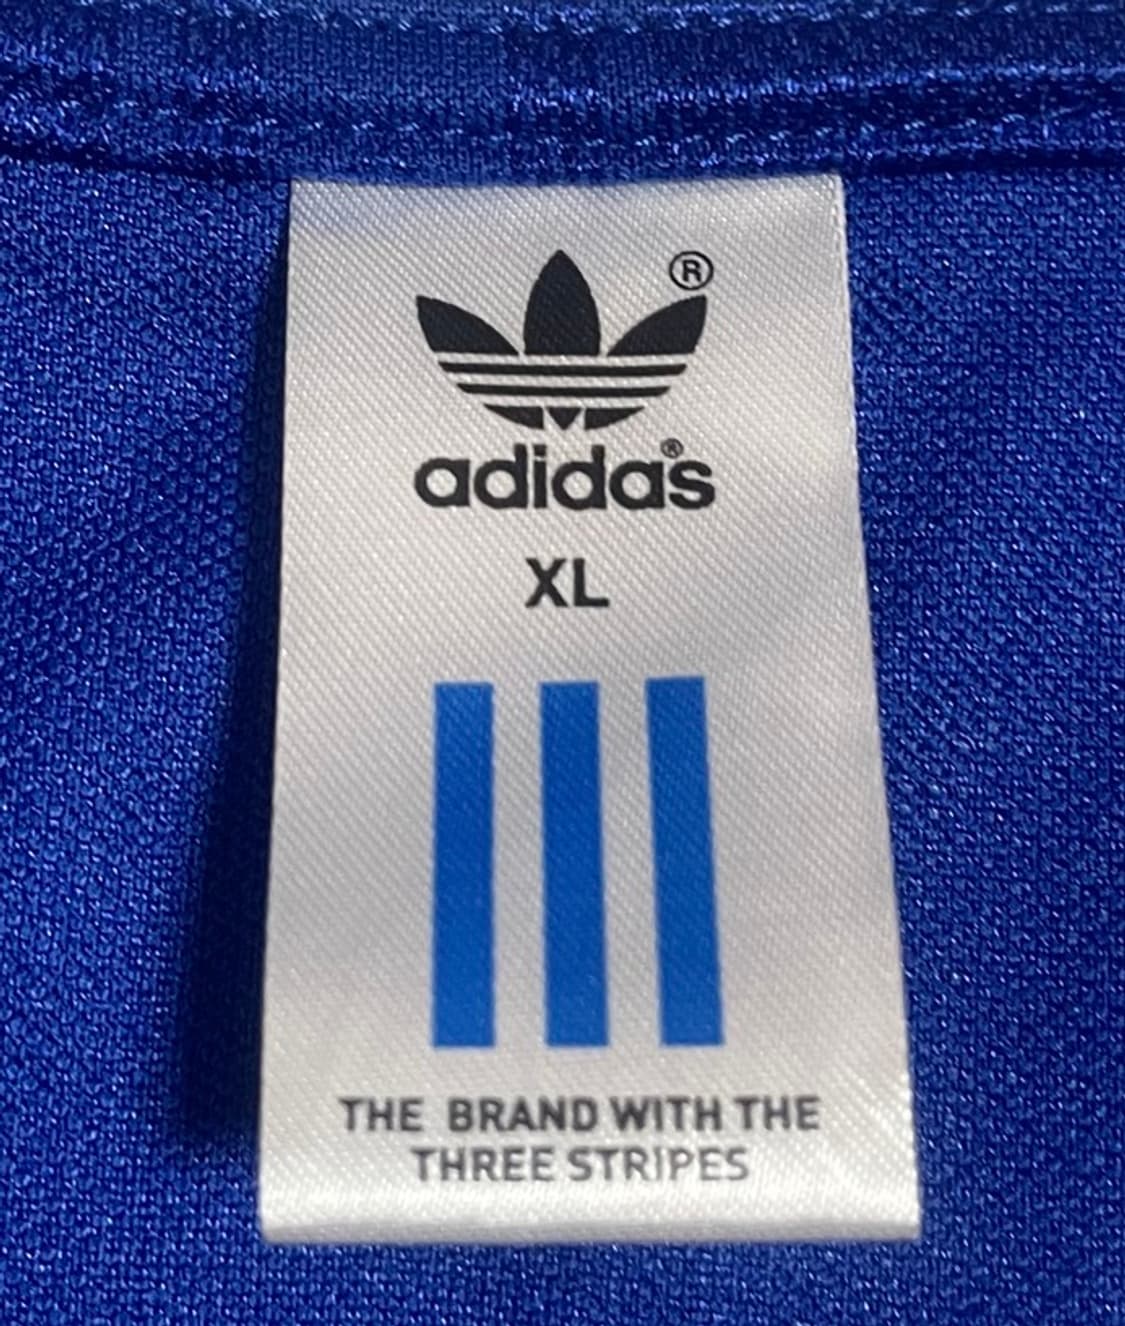 ®
adidas®
XL
THE BRAND WITH THE
THREE STRIPES